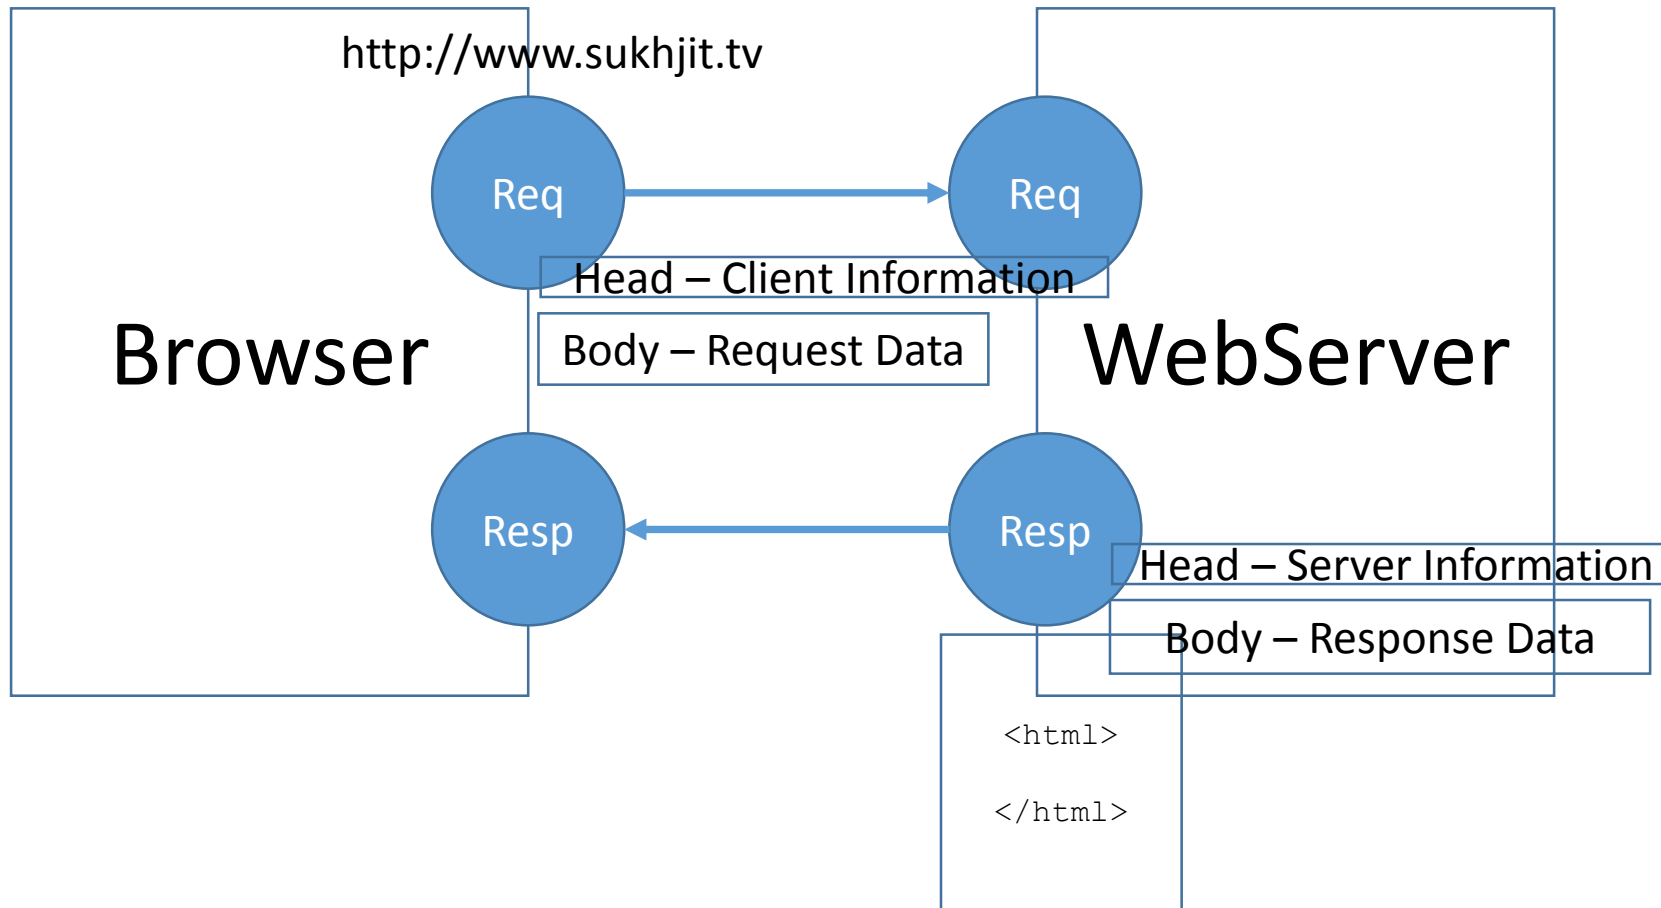 http://www.sukhjit.tv
Req
Req
Head – Client Information
Browser
Body – Request Data
WebServer
Resp
Resp
Head – Server Information
Body – Response Data
<html>
</html>